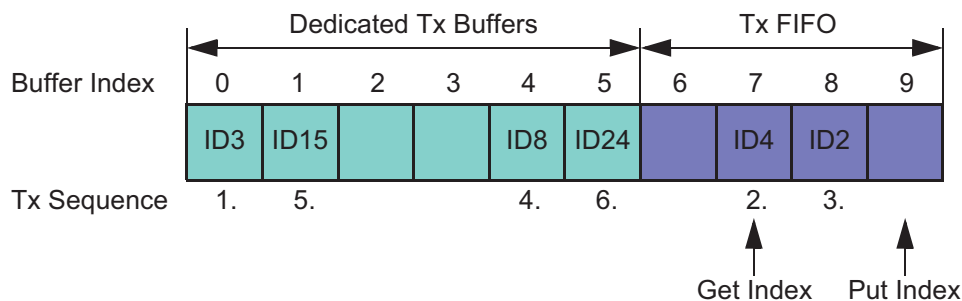 Dedicated Tx Buffers Tx FIFO
Buffer Index 0 1 2 3 4 5 6 7 8 9
ID3 ID15 ID8 ID24 ID4 ID2
Tx Sequence 1. 5. 4. 6. 2. 3.
Get Index Put Index